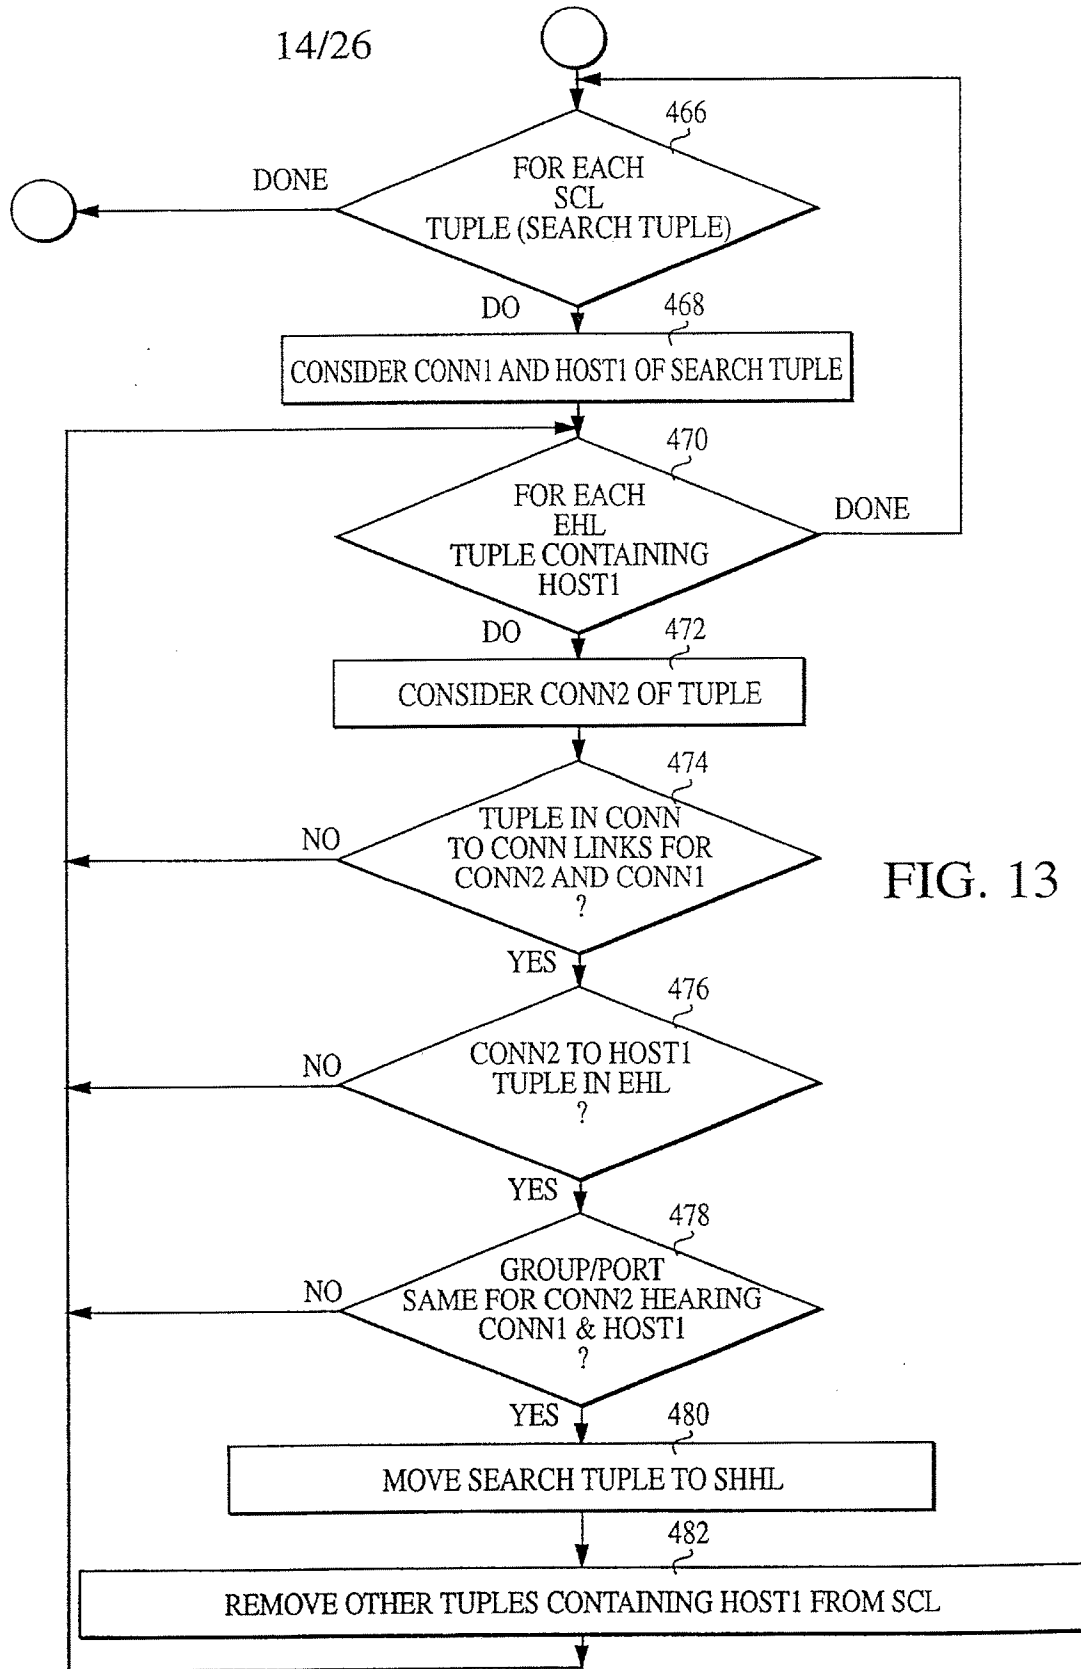 14/26
466
FOR EACH
SCL
TUPLE (SEARCH TUPLE)
DONE
DO
468
CONSIDER CONN1 AND HOST1 OF SEARCH TUPLE
470
FOR EACH
EHL
TUPLE CONTAINING
HOST1
DONE
DO
472
CONSIDER CONN2 OF TUPLE
474
TUPLE IN CONN
TO CONN LINKS FOR
CONN2 AND CONN1
?
NO
FIG. 13
YES
476
CONN2 TO HOST1
TUPLE IN EHL
?
NO
YES
478
GROUP/PORT
SAME FOR CONN2 HEARING
CONN1 & HOST1
?
NO
YES
480
MOVE SEARCH TUPLE TO SHHL
482
REMOVE OTHER TUPLES CONTAINING HOST1 FROM SCL